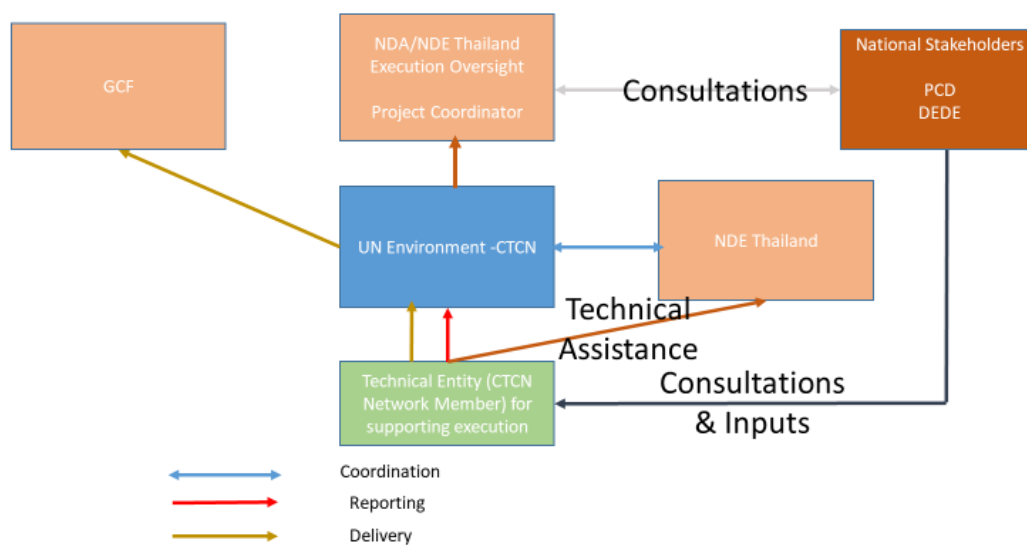 GCF
NDA/NDE Thailand
Execution Oversight
Project Coordinator
Consultations
National Stakeholders
PCD
DEDE
UN Environment -CTCN
NDE Thailand
Technical
Assistance
Technical Entity (CTCN
Network Member) for
supporting execution
Consultations
& Inputs
Coordination
Reporting
Delivery